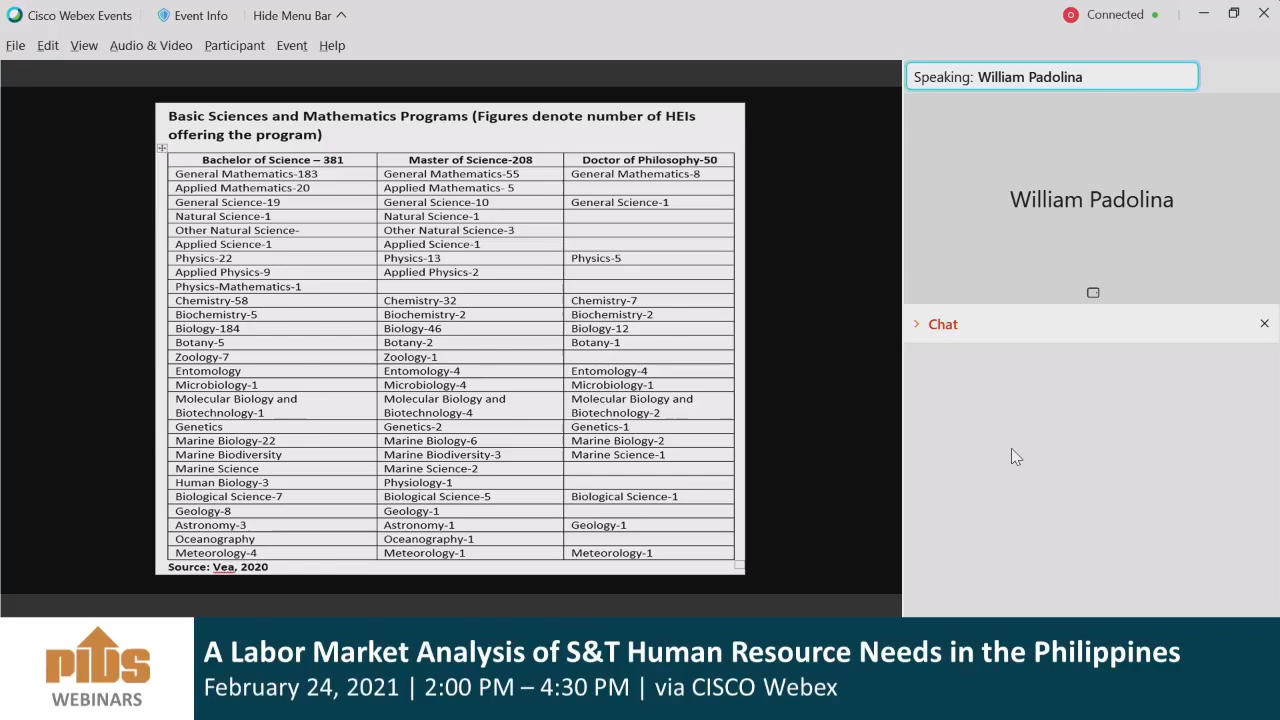 Cisco Webex Events
Event Info
Hide Menu Bar
Connected
File Edit View Audio & Video Participant Event Help
Speaking: William Padolina
William Padolina
Chat
Basic Sciences and Mathematics Programs (Figures denote number of HEIs
offering the program)
Bachelor of Science – 381 Master of Science-208 Doctor of Philosophy-50
General Mathematics-183 General Mathematics-55 General Mathematics-8
Applied Mathematics-20 Applied Mathematics- 5
General Science-19 General Science-10 General Science-1
Natural Science-1 Natural Science-1
Other Natural Science- Other Natural Science-3
Applied Science-1 Applied Science-1
Physics-22 Physics-13 Physics-5
Applied Physics-9 Applied Physics-2
Physics-Mathematics-1
Chemistry-58 Chemistry-32 Chemistry-7
Biochemistry-5 Biochemistry-2 Biochemistry-2
Biology-184 Biology-46 Biology-12
Botany-5 Botany-2 Botany-1
Zoology-7 Zoology-1
Entomology Entomology-4 Entomology-4
Microbiology-1 Microbiology-4 Microbiology-1
Molecular Biology and Molecular Biology and Molecular Biology and
Biotechnology-1 Biotechnology-4 Biotechnology-2
Genetics Genetics-2 Genetics-1
Marine Biology-22 Marine Biology-6 Marine Biology-2
Marine Biodiversity Marine Biodiversity-3 Marine Science-1
Marine Science Marine Science-2
Human Biology-3 Physiology-1
Biological Science-7 Biological Science-5 Biological Science-1
Geology-8 Geology-1
Astronomy-3 Astronomy-1 Geology-1
Oceanography Oceanography-1
Meteorology-4 Meteorology-1 Meteorology-1
Source: Vea, 2020
PIDS
WEBINARS
A Labor Market Analysis of S&T Human Resource Needs in the Philippines
February 24, 2021 | 2:00 PM – 4:30 PM | via CISCO Webex